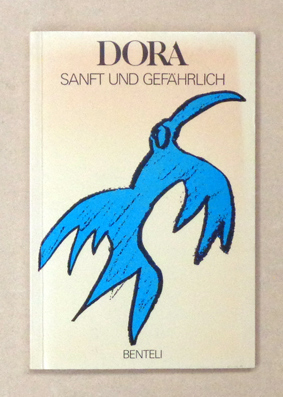 DORA
SANFT UND GEFÄHRLICH
BENTELI